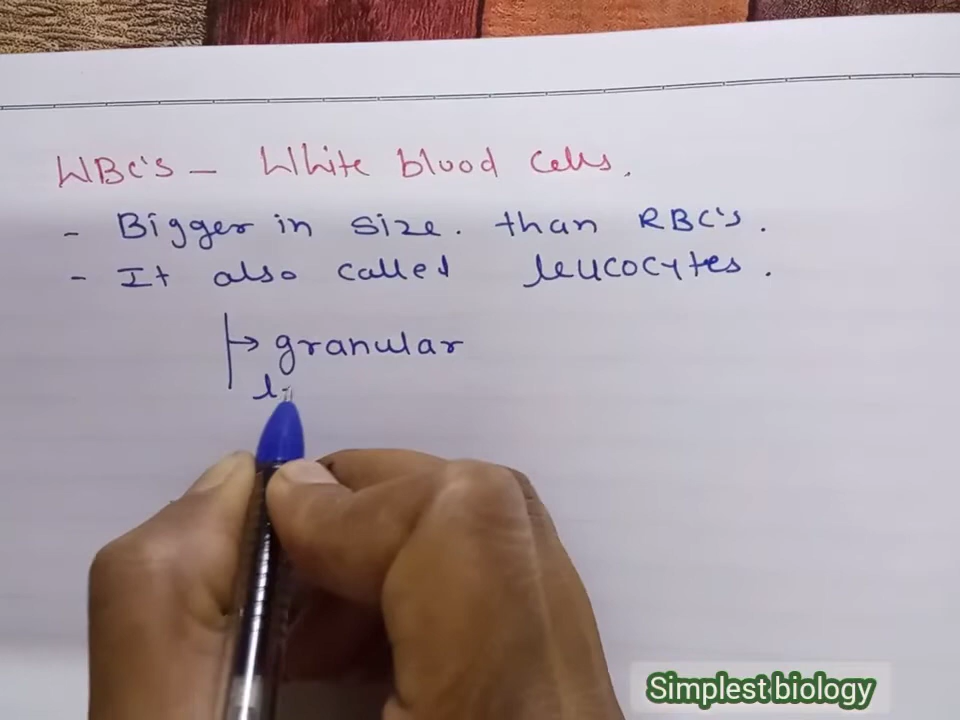 WBC's - White blood cells.
- Bigger in size. than RBC's.
- It also called leucocytes.
granular
Simplest biology